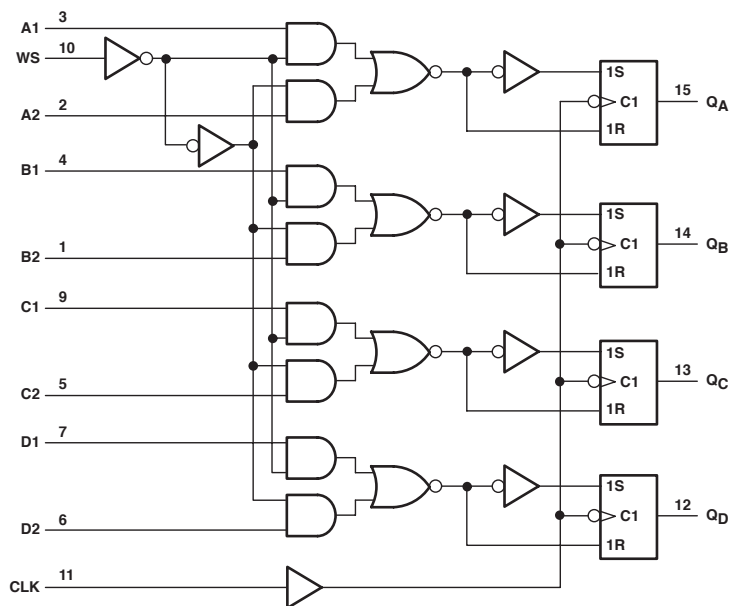 A1 3
WS 10
A2 2
B1 4
B2 1
C1 9
C2 5
D1 7
D2 6
CLK 11
1S
C1
1R
15 QA
1S
C1
1R
14 QB
1S
C1
1R
13 QC
1S
C1
1R
12 QD